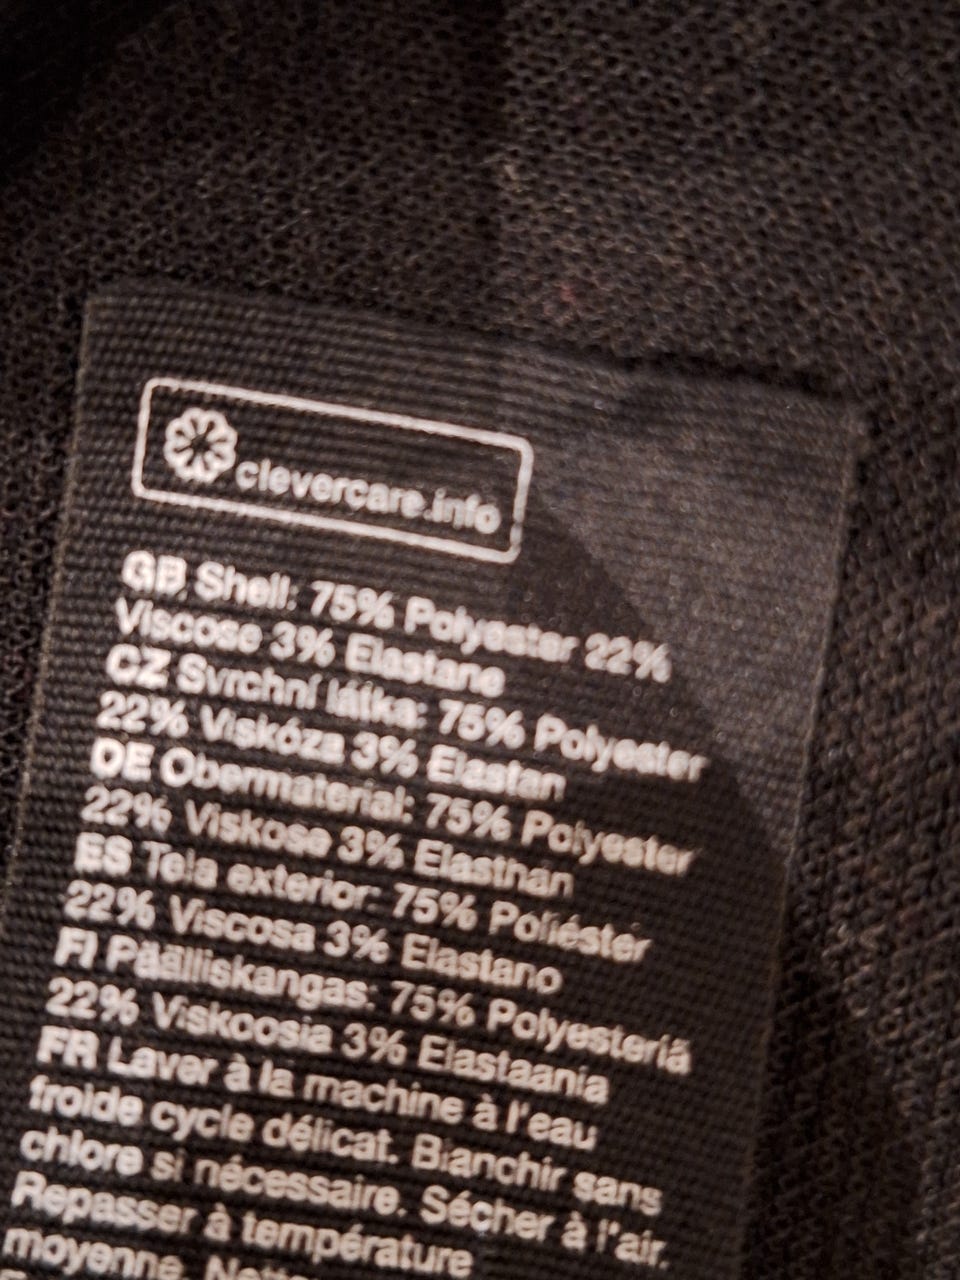 clevercare.info
GB Shell: 75% Polyester 22%
Viscose 3% Elastane
CZ Svrchní látka: 75% Polyester
22% Viskóza 3% Elastan
DE Obermaterial: 75% Polyester
22% Viskose 3% Elasthan
ES Tela exterior: 75% Poliéster
22% Viscosa 3% Elastano
FI Päälliskangas: 75% Polyesteriä
22% Viskoosia 3% Elastaania
FR Laver à la machine à l'eau
froide cycle délicat. Bianchir sans
chlore si nécessaire. Sécher à l'air.
Repasser à température
moyenne.